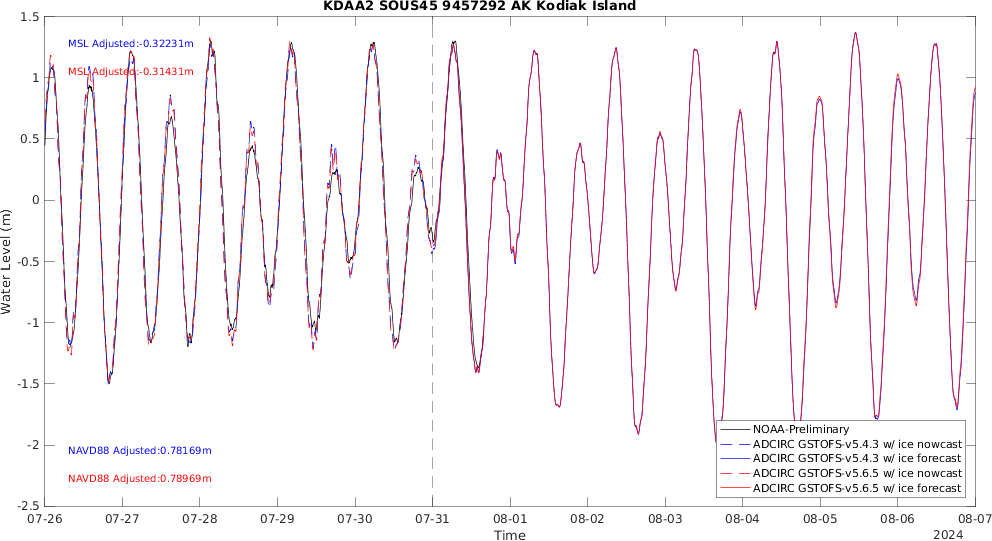 KDAA2 SOUS45 9457292 AK Kodiak Island
1.5
1
0.5
0
-0.5
-1
-1.5
-2
-2.5
Water Level (m)
MSL Adjusted:-0.32231m
MSL Adjusted:-0.31431m
NAVD88 Adjusted:0.78169m
NAVD88 Adjusted:0.78969m
NOAA-Preliminary
ADCIRC GSTOFS-v5.4.3 w/ ice nowcast
ADCIRC GSTOFS-v5.4.3 w/ ice forecast
ADCIRC GSTOFS-v5.6.5 w/ ice nowcast
ADCIRC GSTOFS-v5.6.5 w/ ice forecast
07-26 07-27 07-28 07-29 07-30 07-31 08-01 08-02 08-03 08-04 08-05 08-06 08-07
Time
2024